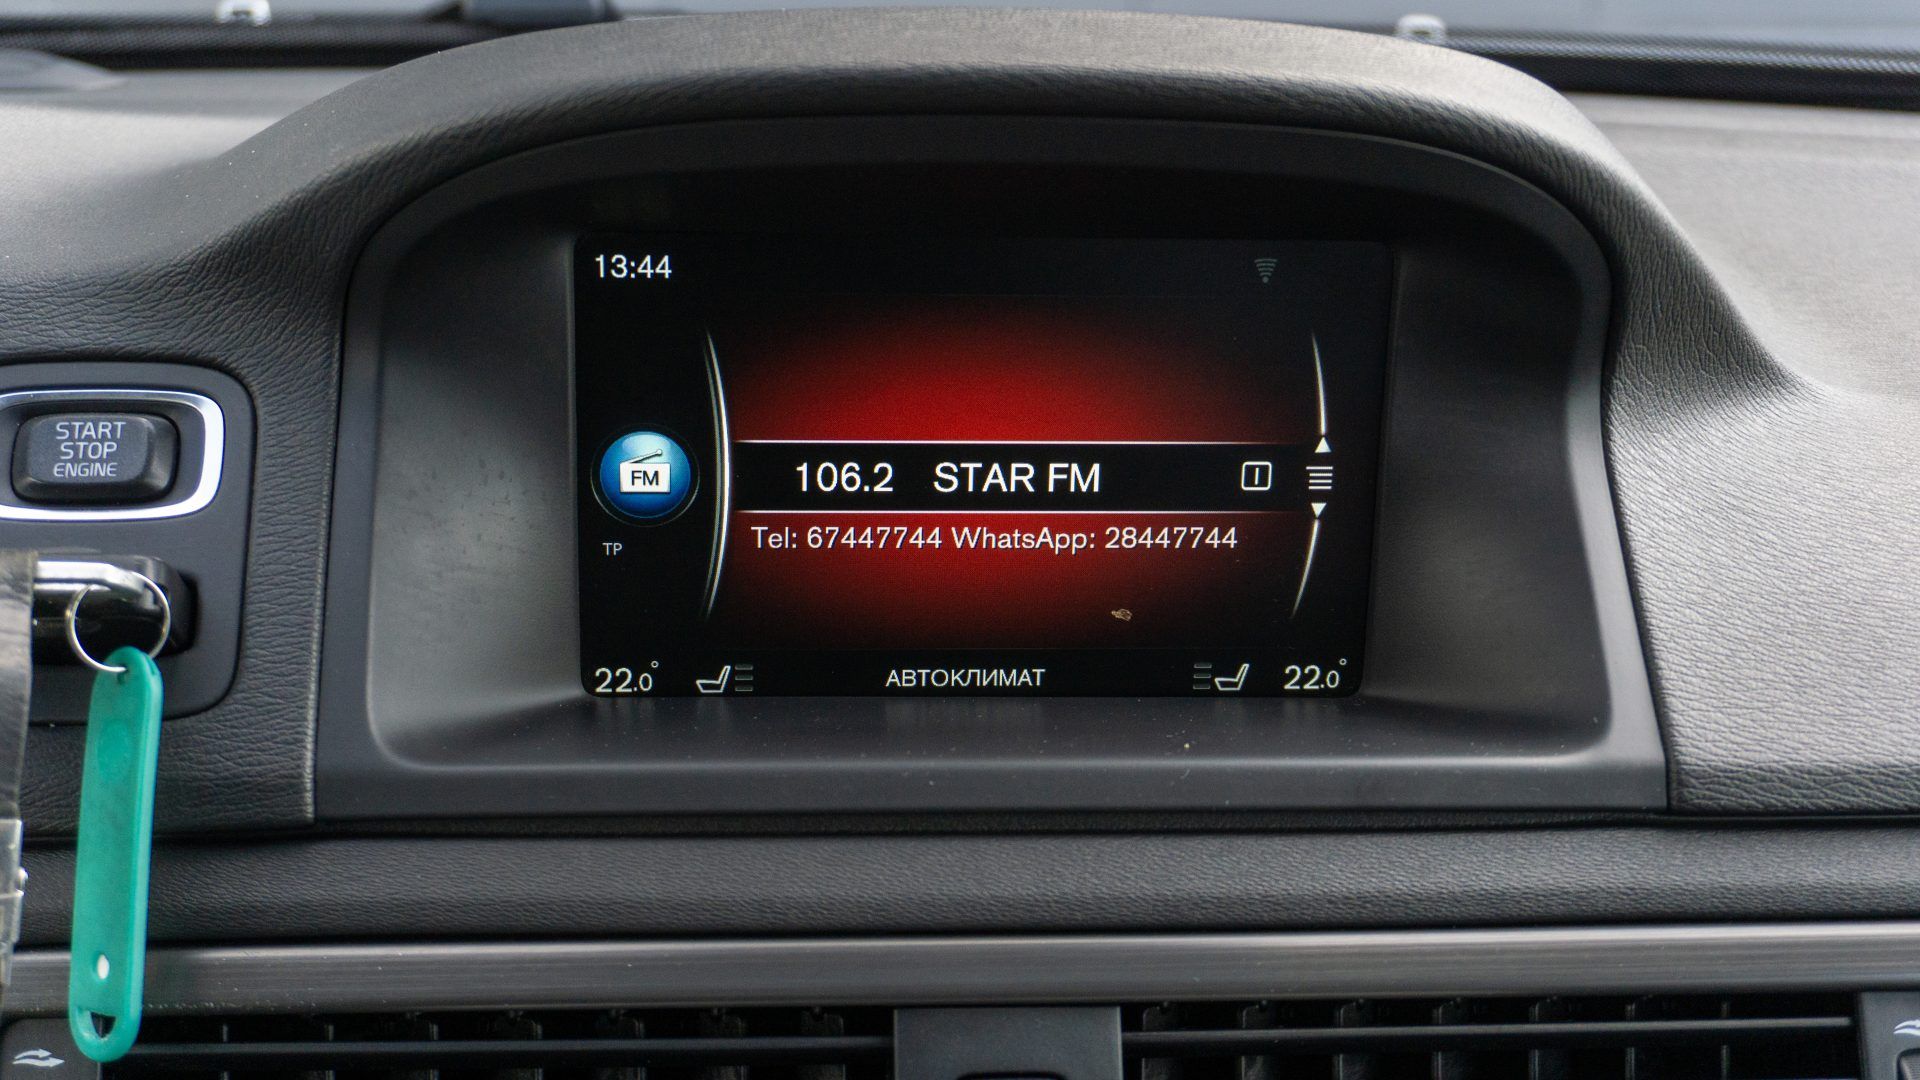 13:44
START
STOP
ENGINE
FM
106.2 STAR FM
TP
Tel: 67447744 WhatsApp: 28447744
22.0° АВТОКЛИМАТ 22.0°